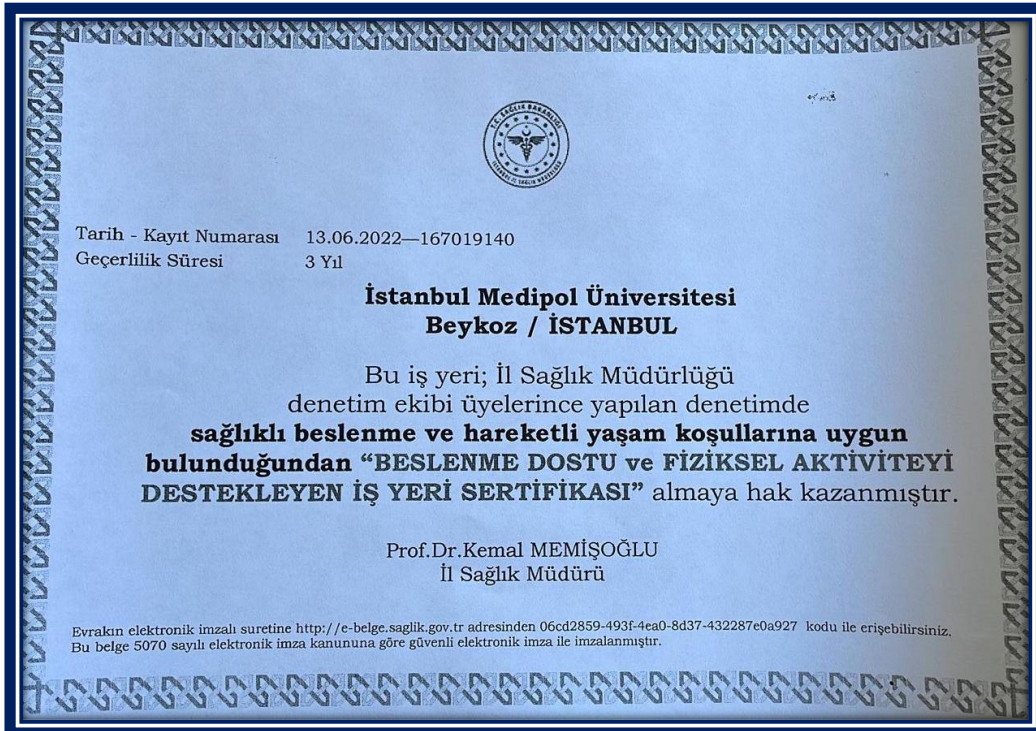 T.C. SAĞLIK BAKANLIĞI
Tarih - Kayıt Numarası 13.06.2022—167019140
Geçerlilik Süresi 3 Yıl
İstanbul Medipol Üniversitesi
Beykoz / İSTANBUL
Bu iş yeri; İl Sağlık Müdürlüğü
denetim ekibi üyelerince yapılan denetimde
sağlıklı beslenme ve hareketli yaşam koşullarına uygun
bulunduğundan “BESLENME DOSTU ve FİZİKSEL AKTİVİTEYİ
DESTEKLEYEN İŞ YERİ SERTİFİKASI” almaya hak kazanmıştır.
Prof.Dr.Kemal MEMİŞOĞLU
İl Sağlık Müdürü
Evrakın elektronik imzalı suretine http://e-belge.saglik.gov.tr adresinden 06cd2859-493f-4ea0-8d37-432287e0a927 kodu ile erişebilirsiniz.
Bu belge 5070 sayılı elektronik imza kanununa göre güvenli elektronik imza ile imzalanmıştır.